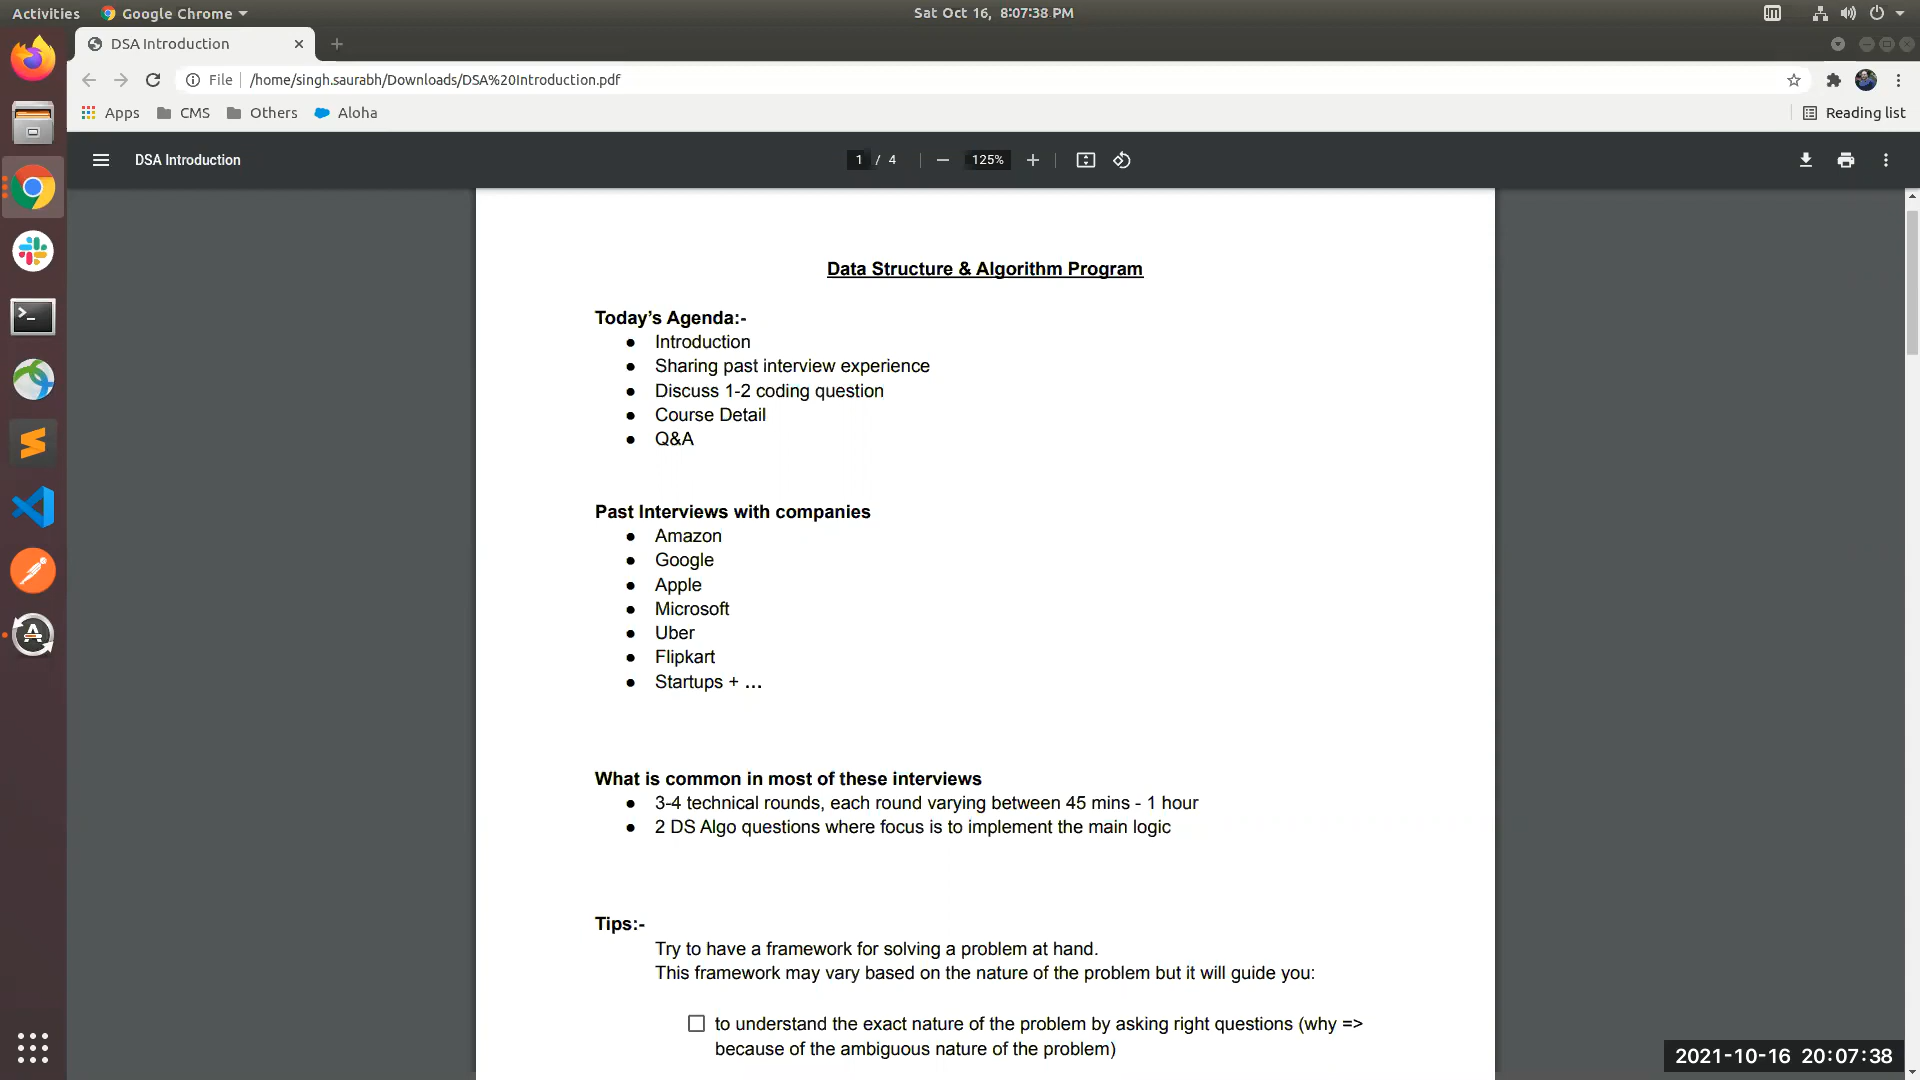 Activities Google Chrome Sat Oct 16, 8:07:38 PM
DSA Introduction
File /home/singh.saurabh/Downloads/DSA%20Introduction.pdf
Apps CMS Others Aloha Reading list
DSA Introduction 1 / 4 125%
Data Structure & Algorithm Program
Today’s Agenda:-
● Introduction
● Sharing past interview experience
● Discuss 1-2 coding question
● Course Detail
● Q&A
Past Interviews with companies
● Amazon
● Google
● Apple
● Microsoft
● Uber
● Flipkart
● Startups + …
What is common in most of these interviews
● 3-4 technical rounds, each round varying between 45 mins - 1 hour
● 2 DS Algo questions where focus is to implement the main logic
Tips:-
Try to have a framework for solving a problem at hand.
This framework may vary based on the nature of the problem but it will guide you:
to understand the exact nature of the problem by asking right questions (why =>
because of the ambiguous nature of the problem)
2021-10-16 20:07:38